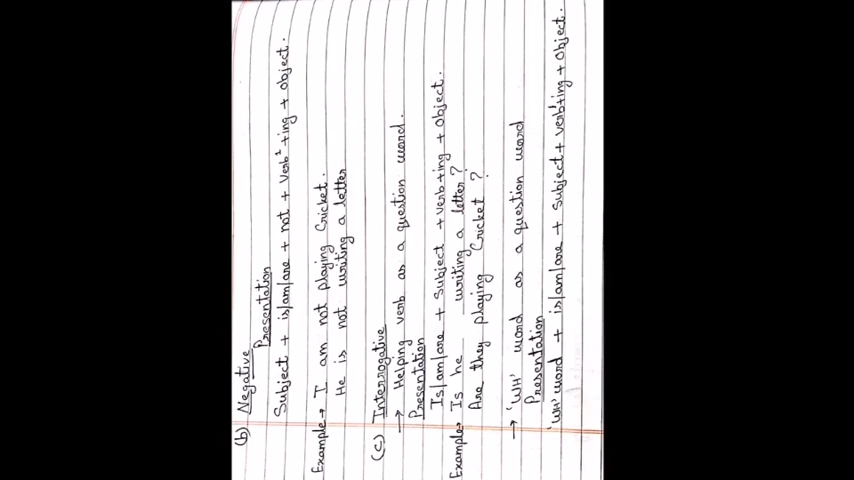 (b) Negative
Presentation
Subject + is/am/are + not + Verb² + ing + Object.
Example → I am not playing Cricket.
He is not writing a letter
(c) Interrogative
→ Helping verb as a question word.
Presentation
Is/am/are + Subject + verb + ing + Object.
Example → Is he writing a letter?
Are they playing Cricket?
→ 'WH' word as a question word
Presentation
'WH' word + is/am/are + Subject + verb¹ + ing + Object.